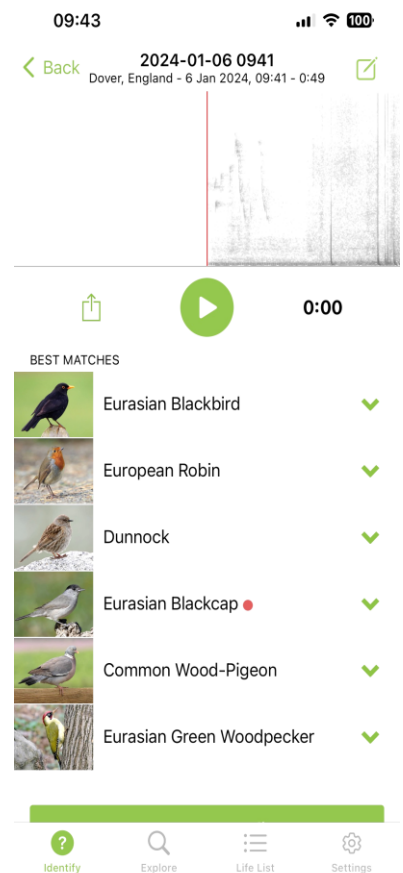 09:43
100
Back
2024-01-06 0941
Dover, England - 6 Jan 2024, 09:41 - 0:49
0:00
BEST MATCHES
Eurasian Blackbird
European Robin
Dunnock
Eurasian Blackcap
Common Wood-Pigeon
Eurasian Green Woodpecker
?
Identify
Explore
Life List
Settings